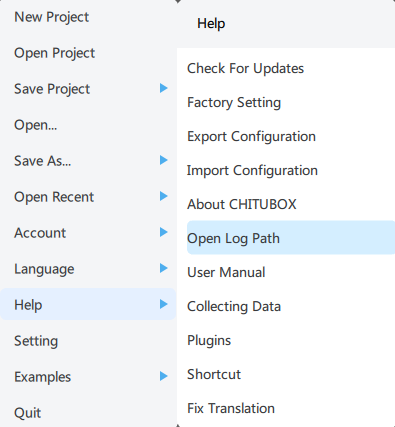 New Project
Open Project
Save Project
Open...
Save As...
Open Recent
Account
Language
Help
Setting
Examples
Quit
Help
Check For Updates
Factory Setting
Export Configuration
Import Configuration
About CHITUBOX
Open Log Path
User Manual
Collecting Data
Plugins
Shortcut
Fix Translation